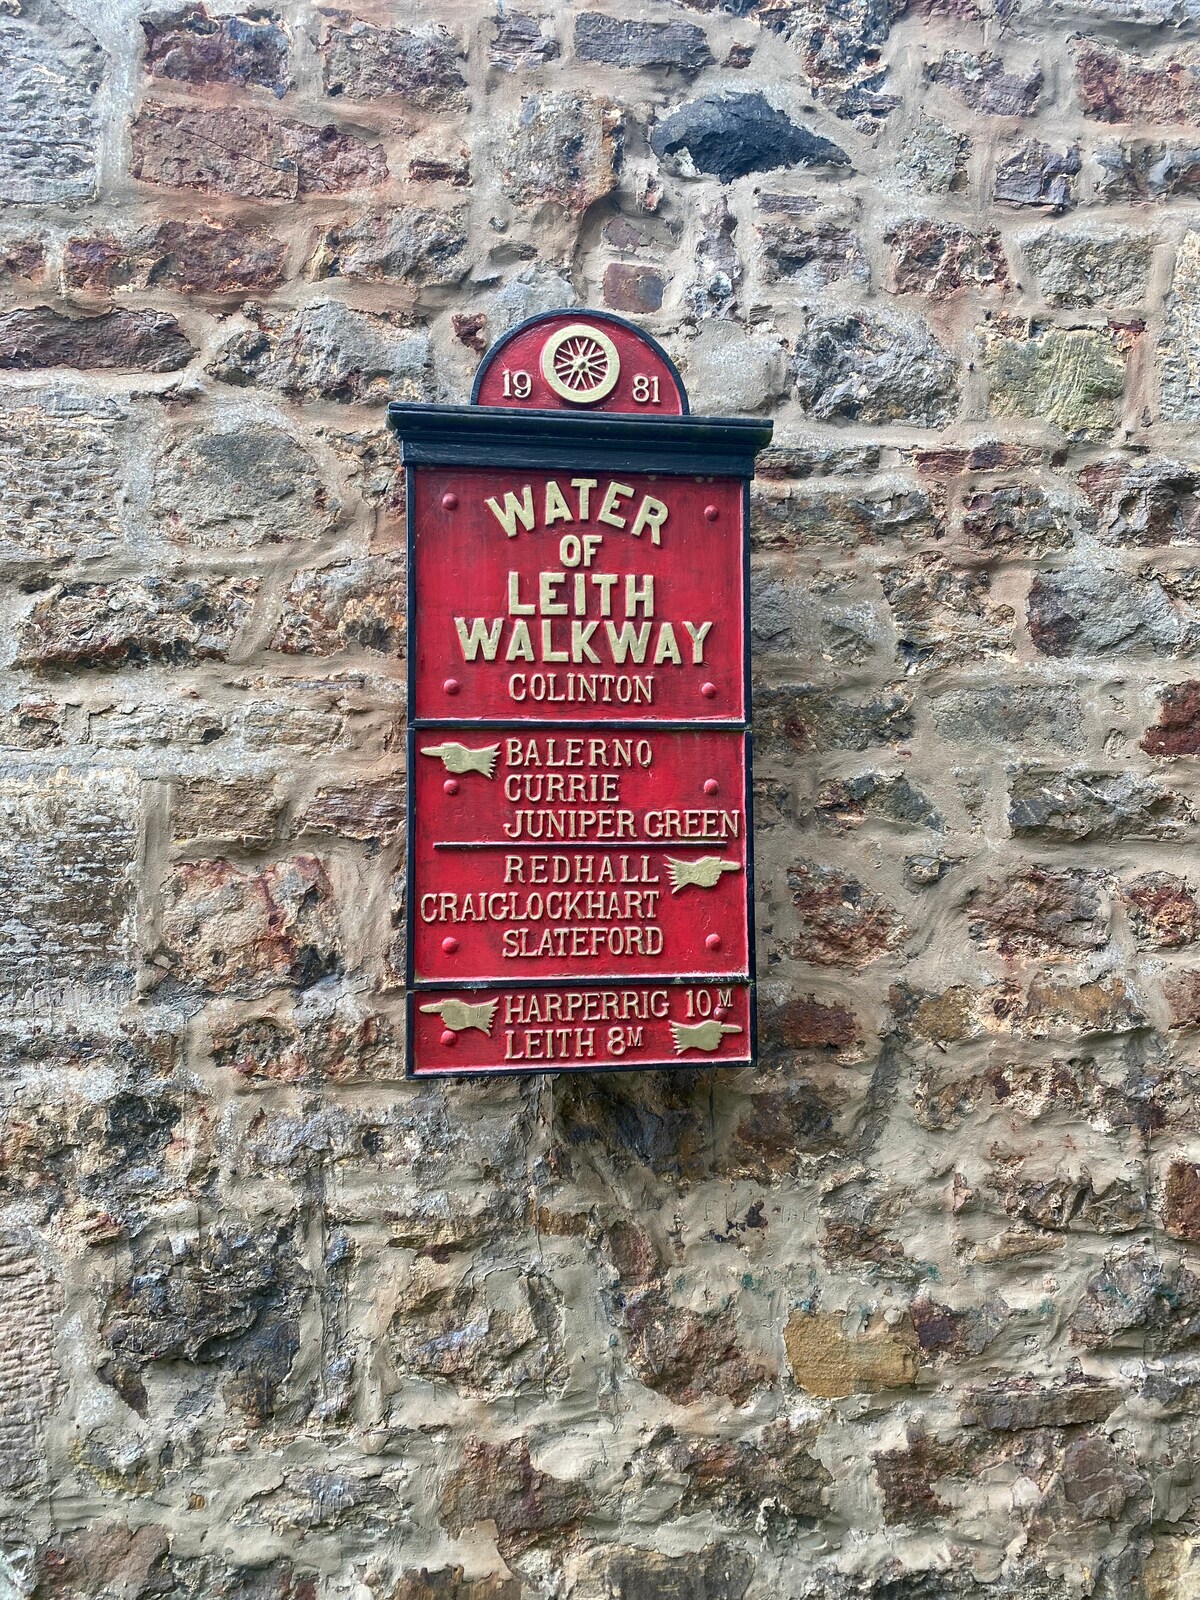 19 81
WATER
OF
LEITH
WALKWAY
COLINTON
BALERNO
CURRIE
JUNIPER GREEN
REDHALL
CRAIGLOCKHART
SLATEFORD
HARPERRIG 10M
LEITH 8M